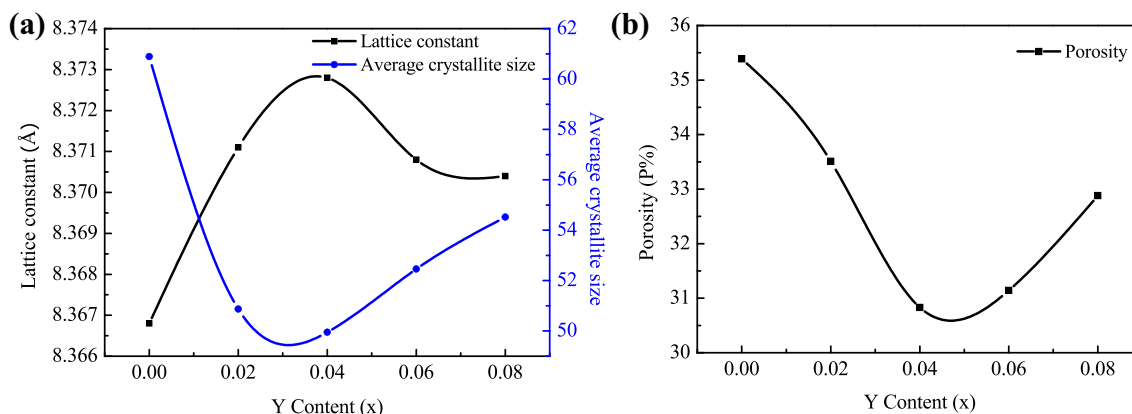 (a)
Lattice constant
Average crystallite size
8.374
8.373
8.372
8.371
8.370
8.369
8.368
8.367
8.366
Lattice constant (Å)
62
60
58
56
54
52
50
Average crystallite size
0.00 0.02 0.04 0.06 0.08
Y Content (x)
(b)
Porosity
36
35
34
33
32
31
30
Porosity (P%)
0.00 0.02 0.04 0.06 0.08
Y Content (x)